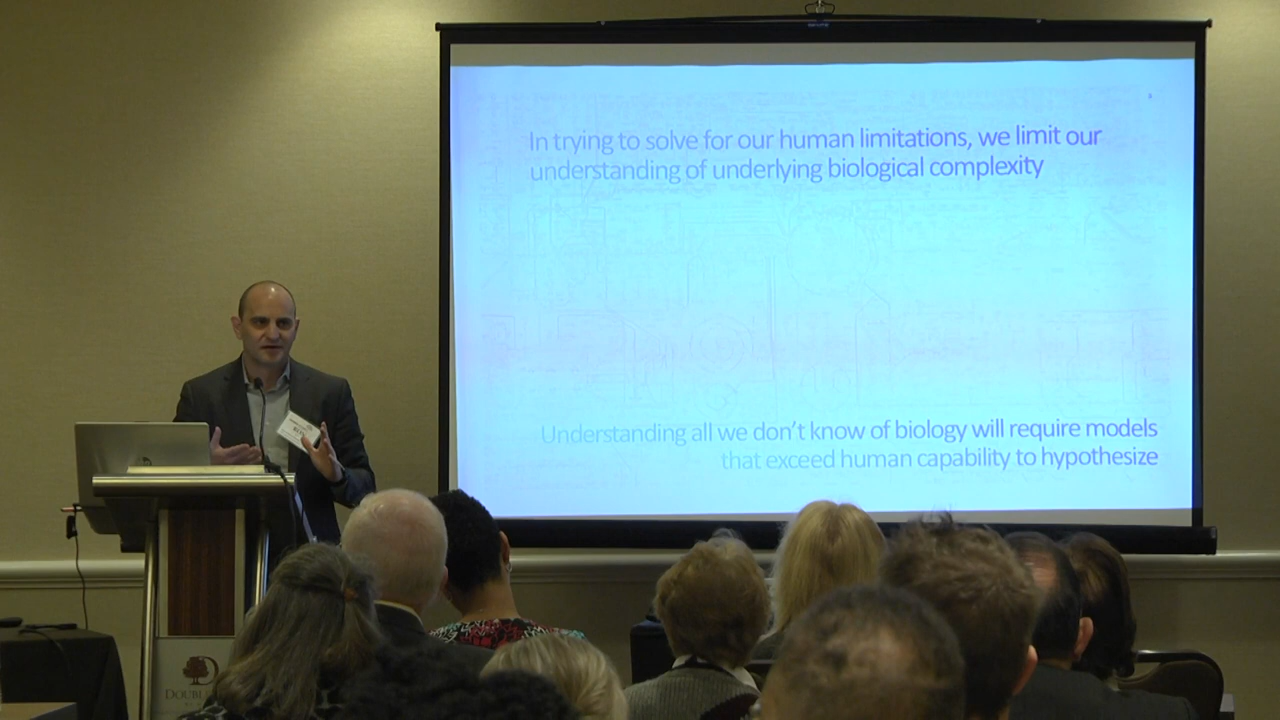 In trying to solve for our human limitations, we limit our
understanding of underlying biological complexity
Understanding all we don't know of biology will require models
that exceed human capability to hypothesize